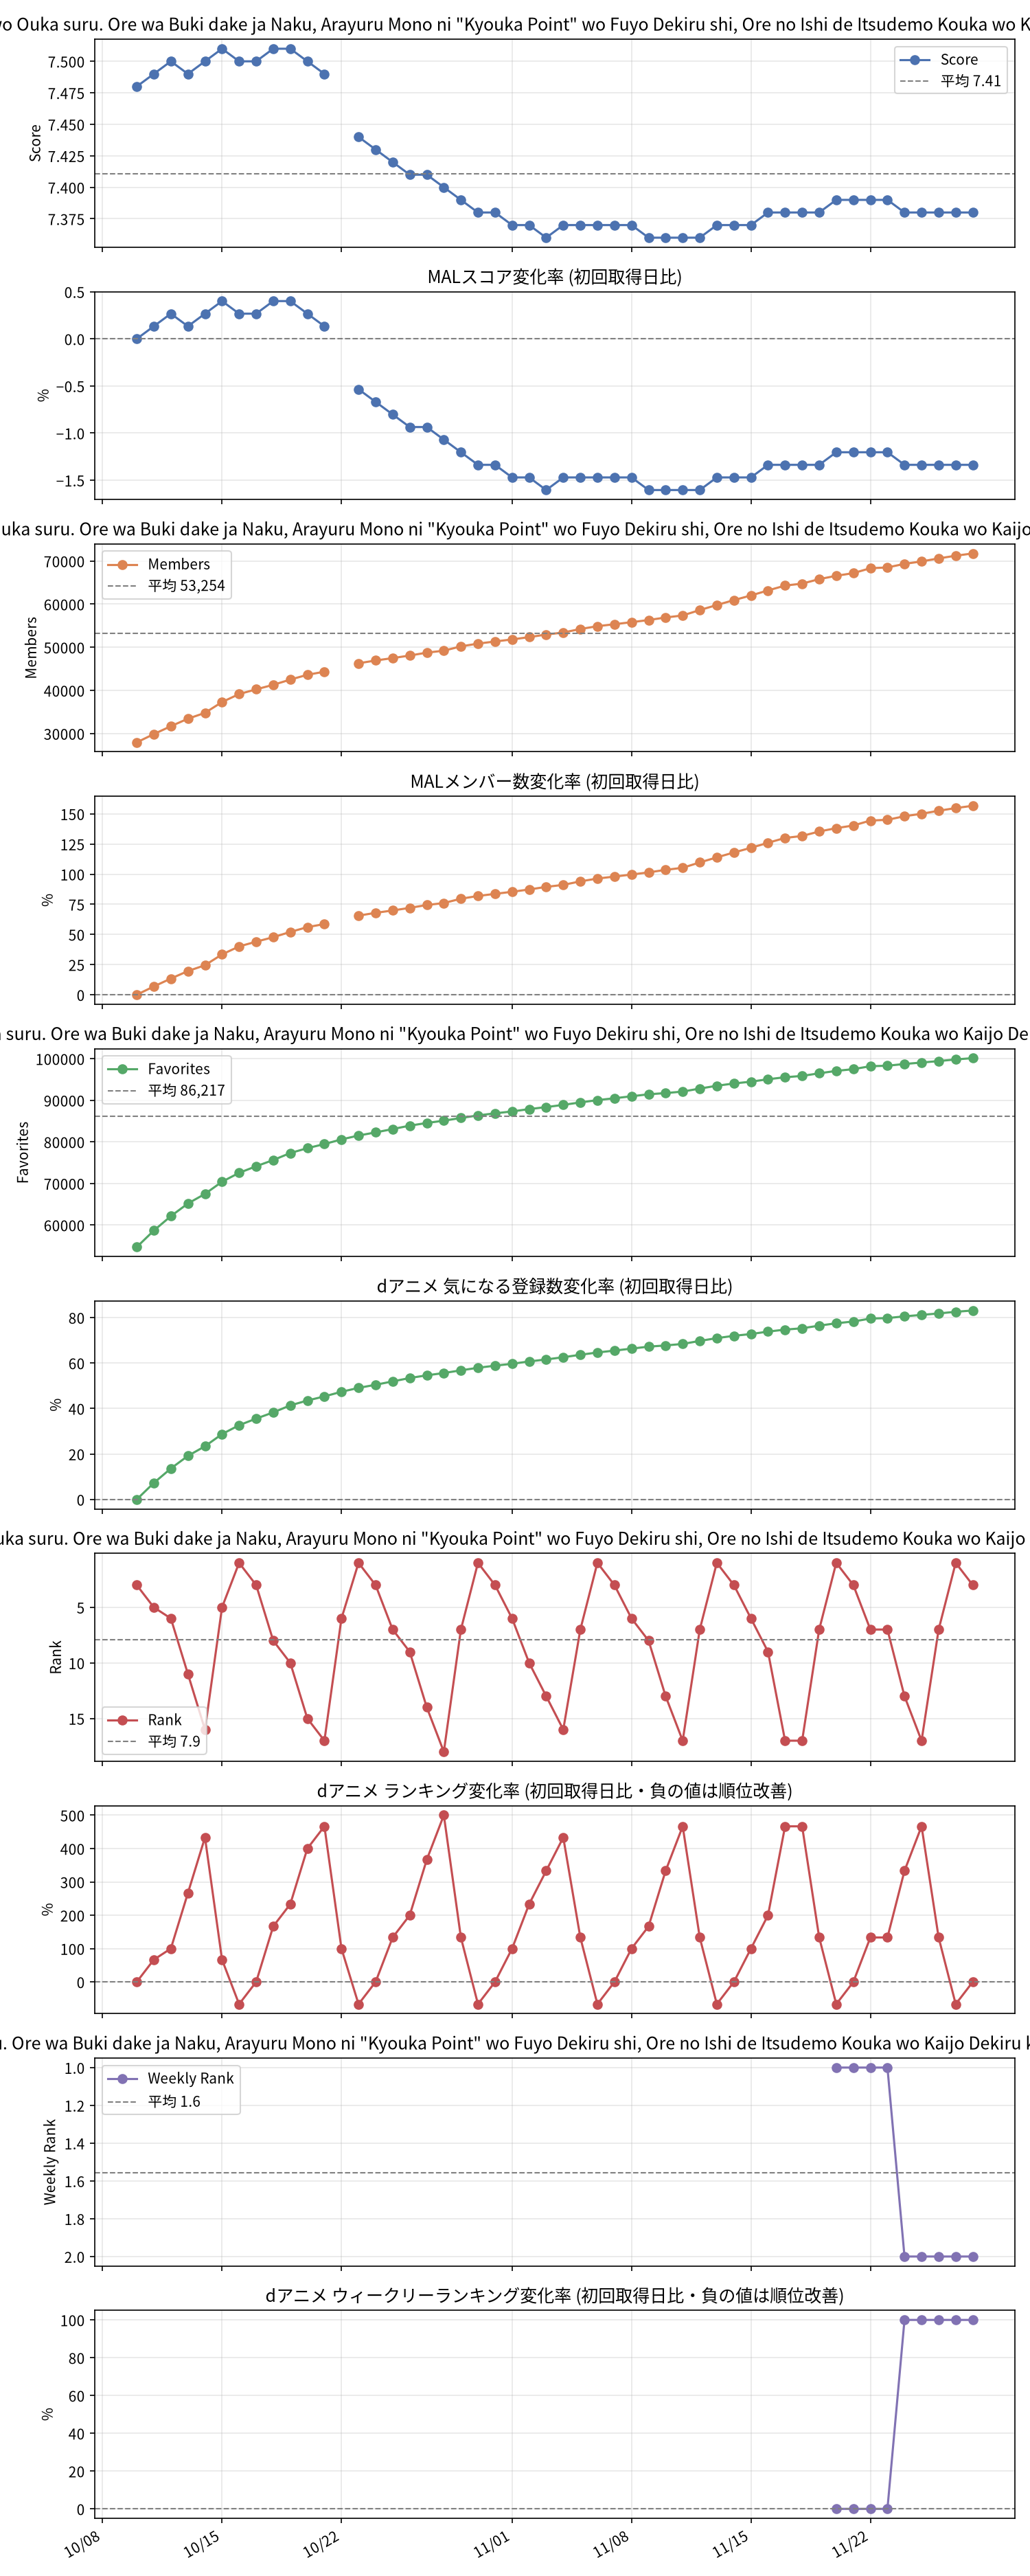 Ouka suru. Ore wa Buki dake ja Naku, Arayuru Mono ni "Kyouka Point" wo Fuyo Dekiru shi, Ore no Ishi de Itsudemo Kouka wo
7.500
7.475
7.450
7.425
7.400
7.375
Score
Score
平均 7.41
MALスコア変化率 (初回取得日比)
0.5
0.0
−0.5
−1.0
−1.5
%
suru. Ore wa Buki dake ja Naku, Arayuru Mono ni "Kyouka Point" wo Fuyo Dekiru shi, Ore no Ishi de Itsudemo Kouka wo Kaijo
70000
60000
50000
40000
30000
Members
Members
平均 53,254
MALメンバー数変化率 (初回取得日比)
150
125
100
75
50
25
0
%
suru. Ore wa Buki dake ja Naku, Arayuru Mono ni "Kyouka Point" wo Fuyo Dekiru shi, Ore no Ishi de Itsudemo Kouka wo Kaijo De
100000
90000
80000
70000
60000
Favorites
Favorites
平均 86,217
dアニメ 気になる登録数変化率 (初回取得日比)
80
60
40
20
0
%
uka suru. Ore wa Buki dake ja Naku, Arayuru Mono ni "Kyouka Point" wo Fuyo Dekiru shi, Ore no Ishi de Itsudemo Kouka wo Kaijo
5
10
15
Rank
Rank
平均 7.9
dアニメ ランキング変化率 (初回取得日比・負の値は順位改善)
500
400
300
200
100
0
%
Ore wa Buki dake ja Naku, Arayuru Mono ni "Kyouka Point" wo Fuyo Dekiru shi, Ore no Ishi de Itsudemo Kouka wo Kaijo Dekiru
1.0
1.2
1.4
1.6
1.8
2.0
Weekly Rank
Weekly Rank
平均 1.6
dアニメ ウィークリーランキング変化率 (初回取得日比・負の値は順位改善)
100
80
60
40
20
0
%
10/08
10/15
10/22
11/01
11/08
11/15
11/22